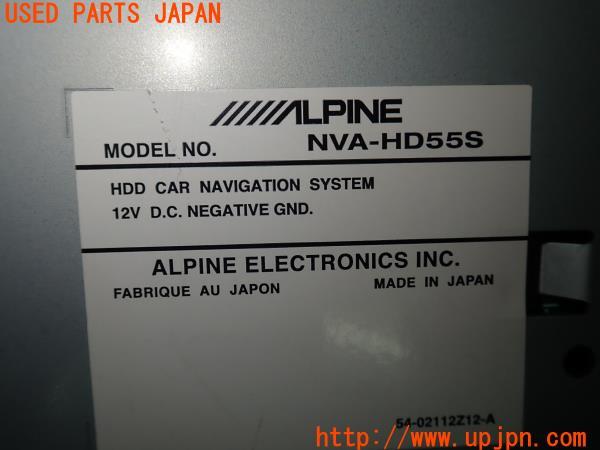 USED PARTS JAPAN
ALPINE
MODEL NO. NVA-HD55S
HDD CAR NAVIGATION SYSTEM
12V D.C. NEGATIVE GND.
ALPINE ELECTRONICS INC.
FABRIQUE AU JAPON MADE IN JAPAN
54-02112Z12-A
http://www.upjpn.com/